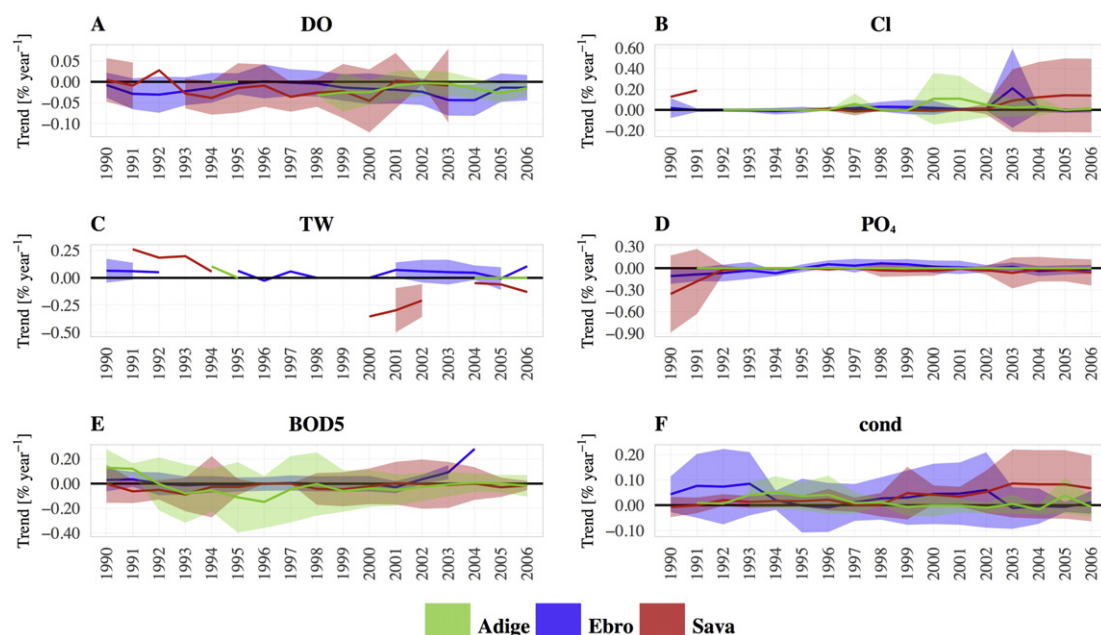 A DO
Trend [% year⁻¹]
0.05
0.00
−0.05
−0.10
1990 1991 1992 1993 1994 1995 1996 1997 1998 1999 2000 2001 2002 2003 2004 2005 2006
B Cl
Trend [% year⁻¹]
0.60
0.40
0.20
0.00
−0.20
1990 1991 1992 1993 1994 1995 1996 1997 1998 1999 2000 2001 2002 2003 2004 2005 2006
C TW
Trend [% year⁻¹]
0.25
0.00
−0.25
−0.50
1990 1991 1992 1993 1994 1995 1996 1997 1998 1999 2000 2001 2002 2003 2004 2005 2006
D PO₄
Trend [% year⁻¹]
0.30
0.00
−0.30
−0.60
−0.90
1990 1991 1992 1993 1994 1995 1996 1997 1998 1999 2000 2001 2002 2003 2004 2005 2006
E BOD5
Trend [% year⁻¹]
0.20
0.00
−0.20
−0.40
1990 1991 1992 1993 1994 1995 1996 1997 1998 1999 2000 2001 2002 2003 2004 2005 2006
F cond
Trend [% year⁻¹]
0.20
0.10
0.00
−0.10
1990 1991 1992 1993 1994 1995 1996 1997 1998 1999 2000 2001 2002 2003 2004 2005 2006
Adige Ebro Sava